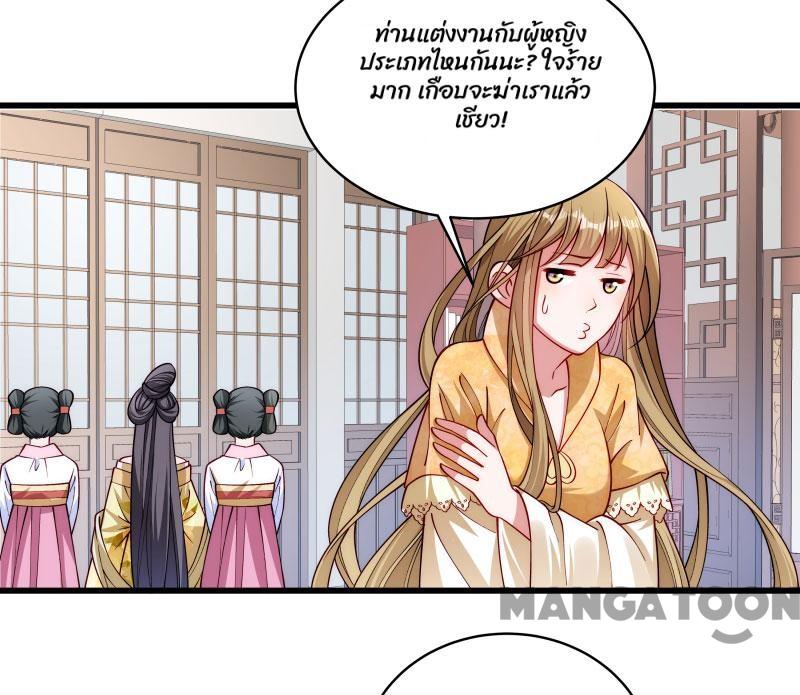 ท่านแต่งงานกับผู้หญิง
ประเภทไหนกันนะ? ใจร้าย
มาก เกือบจะฆ่าเราแล้ว
เชียว!
MANGATOON